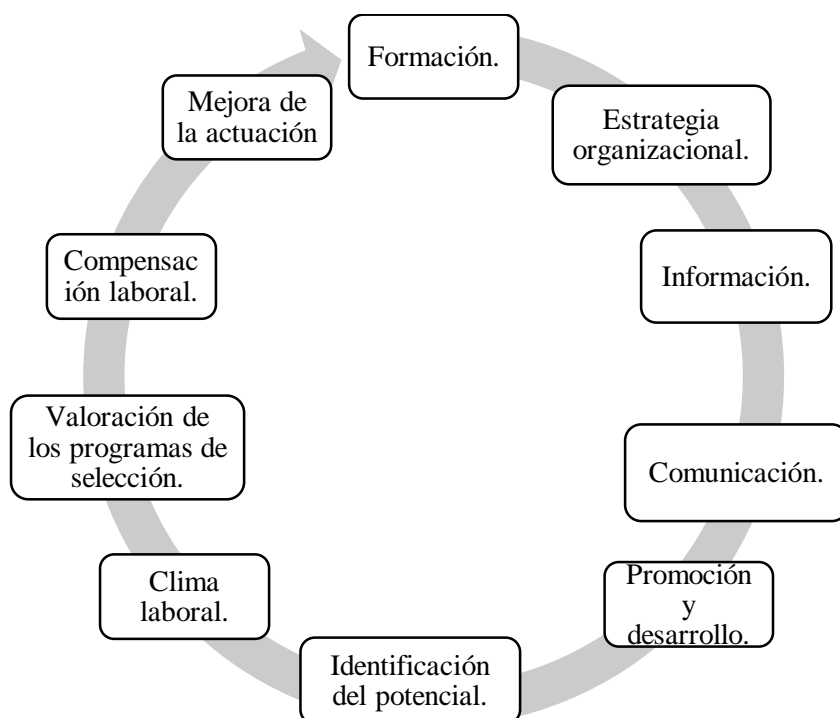 Formación.
Estrategia
organizacional.
Información.
Comunicación.
Promoción
y
desarrollo.
Identificación
del potencial.
Clima
laboral.
Valoración de
los programas de
selección.
Compensac
ión laboral.
Mejora de
la actuación